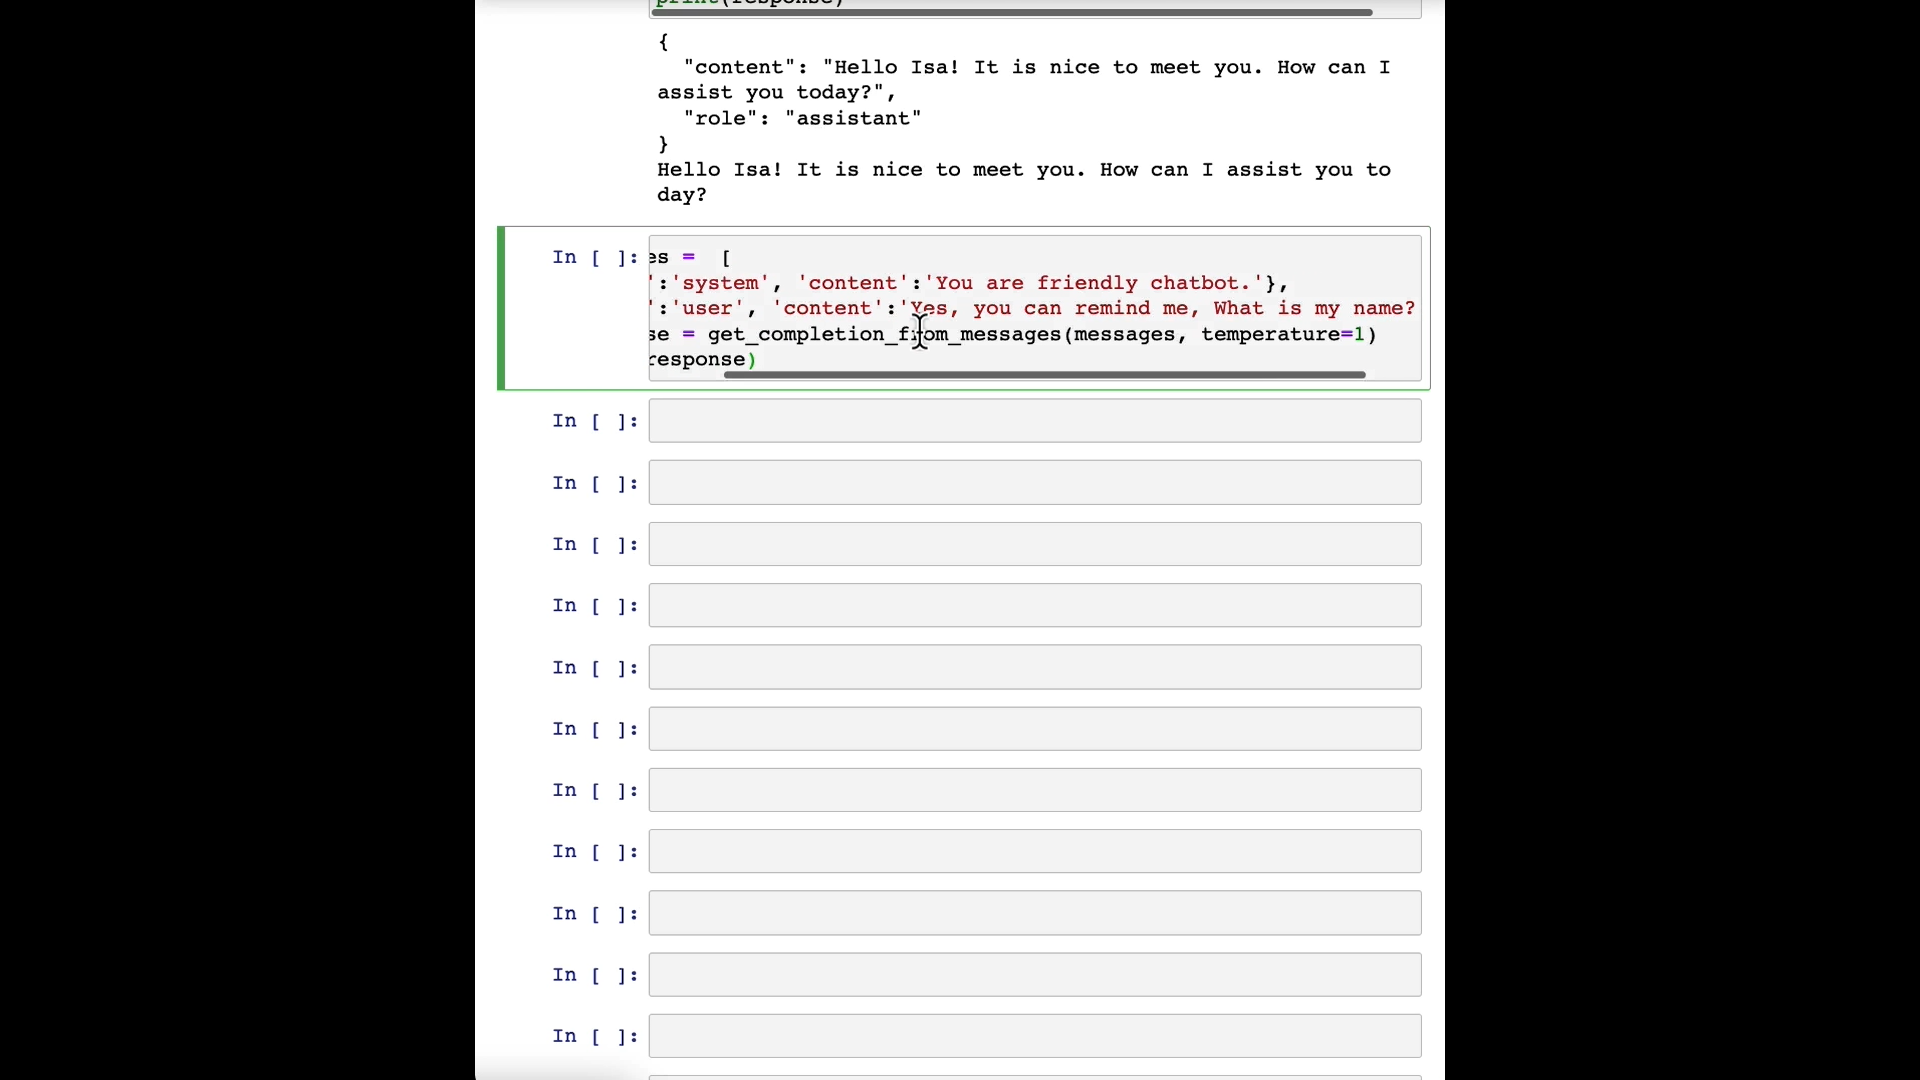 print(response)
{
  "content": "Hello Isa! It is nice to meet you. How can I
assist you today?",
  "role": "assistant"
}
Hello Isa! It is nice to meet you. How can I assist you to
day?
In [ ]:
es =  [
':'system', 'content':'You are friendly chatbot.'},
':'user', 'content':'Yes, you can remind me, What is my name?
se = get_completion_from_messages(messages, temperature=1)
response)
In [ ]:
In [ ]:
In [ ]:
In [ ]:
In [ ]:
In [ ]:
In [ ]:
In [ ]:
In [ ]:
In [ ]:
In [ ]: